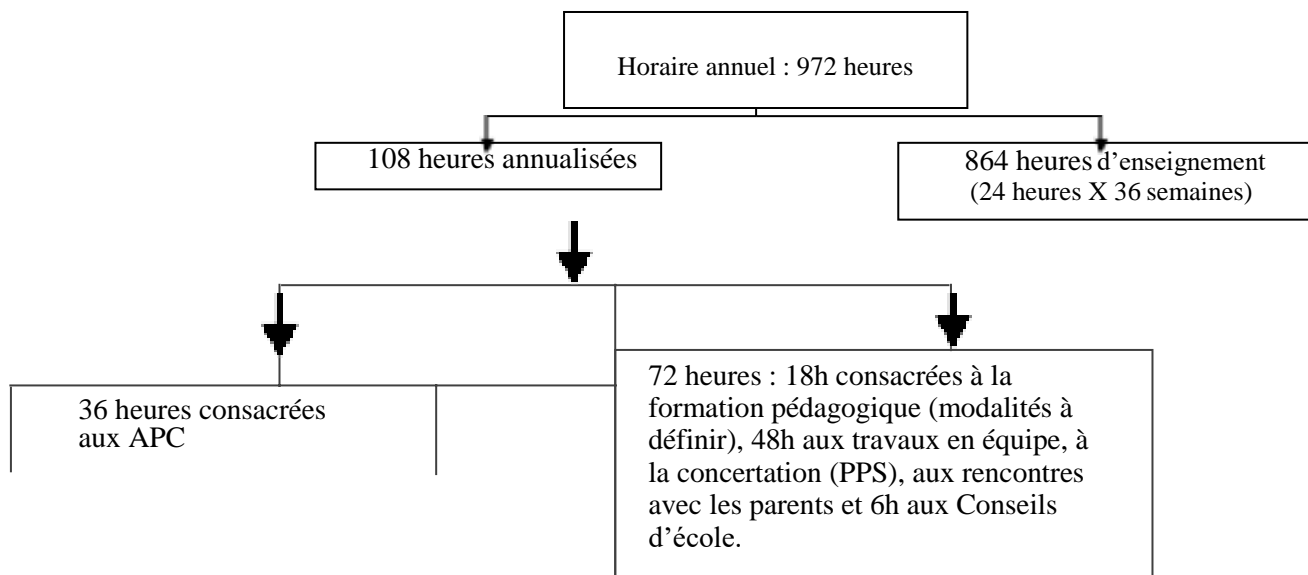 Horaire annuel : 972 heures
108 heures annualisées
864 heures d’enseignement
(24 heures X 36 semaines)
36 heures consacrées
aux APC
72 heures : 18h consacrées à la
formation pédagogique (modalités à
définir), 48h aux travaux en équipe, à
la concertation (PPS), aux rencontres
avec les parents et 6h aux Conseils
d’école.